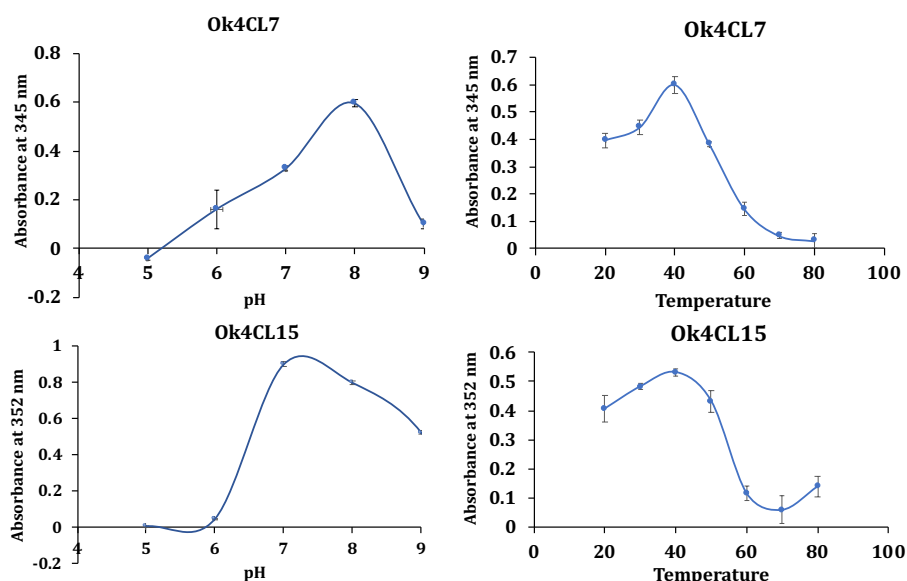 Ok4CL7
Absorbance at 345 nm
0.8
0.6
0.4
0.2
0
-0.2
4 5 6 7 8 9
pH
Ok4CL7
Absorbance at 345 nm
0.7
0.6
0.5
0.4
0.3
0.2
0.1
0
0 20 40 60 80 100
Temperature
Ok4CL15
Absorbance at 352 nm
1
0.8
0.6
0.4
0.2
0
-0.2
4 5 6 7 8 9
pH
Ok4CL15
Absorbance at 352 nm
0.6
0.5
0.4
0.3
0.2
0.1
0
0 20 40 60 80 100
Temperature